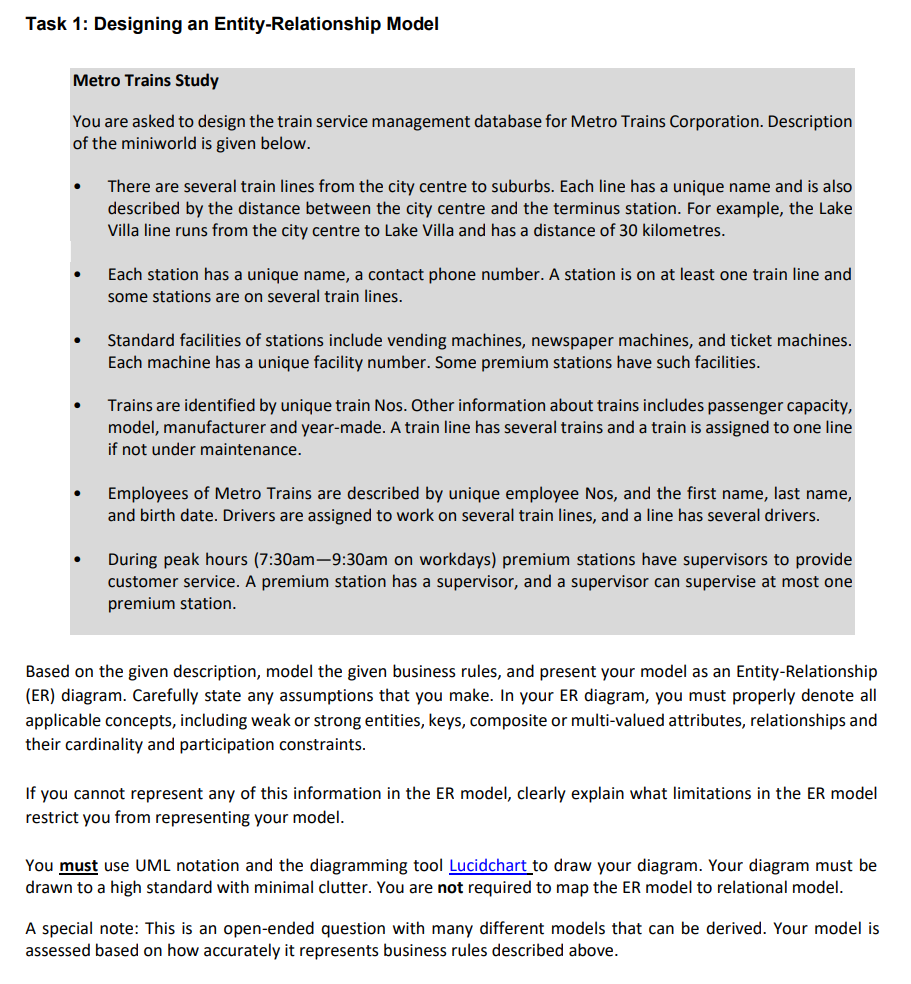 Task 1: Designing an Entity-Relationship Model
Metro Trains Study
You are asked to design the train service management database for Metro Trains Corporation. Description
of the miniworld is given below.
• There are several train lines from the city centre to suburbs. Each line has a unique name and is also
described by the distance between the city centre and the terminus station. For example, the Lake
Villa line runs from the city centre to Lake Villa and has a distance of 30 kilometres.
• Each station has a unique name, a contact phone number. A station is on at least one train line and
some stations are on several train lines.
• Standard facilities of stations include vending machines, newspaper machines, and ticket machines.
Each machine has a unique facility number. Some premium stations have such facilities.
• Trains are identified by unique train Nos. Other information about trains includes passenger capacity,
model, manufacturer and year-made. A train line has several trains and a train is assigned to one line
if not under maintenance.
• Employees of Metro Trains are described by unique employee Nos, and the first name, last name,
and birth date. Drivers are assigned to work on several train lines, and a line has several drivers.
• During peak hours (7:30am—9:30am on workdays) premium stations have supervisors to provide
customer service. A premium station has a supervisor, and a supervisor can supervise at most one
premium station.
Based on the given description, model the given business rules, and present your model as an Entity-Relationship
(ER) diagram. Carefully state any assumptions that you make. In your ER diagram, you must properly denote all
applicable concepts, including weak or strong entities, keys, composite or multi-valued attributes, relationships and
their cardinality and participation constraints.
If you cannot represent any of this information in the ER model, clearly explain what limitations in the ER model
restrict you from representing your model.
You must use UML notation and the diagramming tool Lucidchart to draw your diagram. Your diagram must be
drawn to a high standard with minimal clutter. You are not required to map the ER model to relational model.
A special note: This is an open-ended question with many different models that can be derived. Your model is
assessed based on how accurately it represents business rules described above.